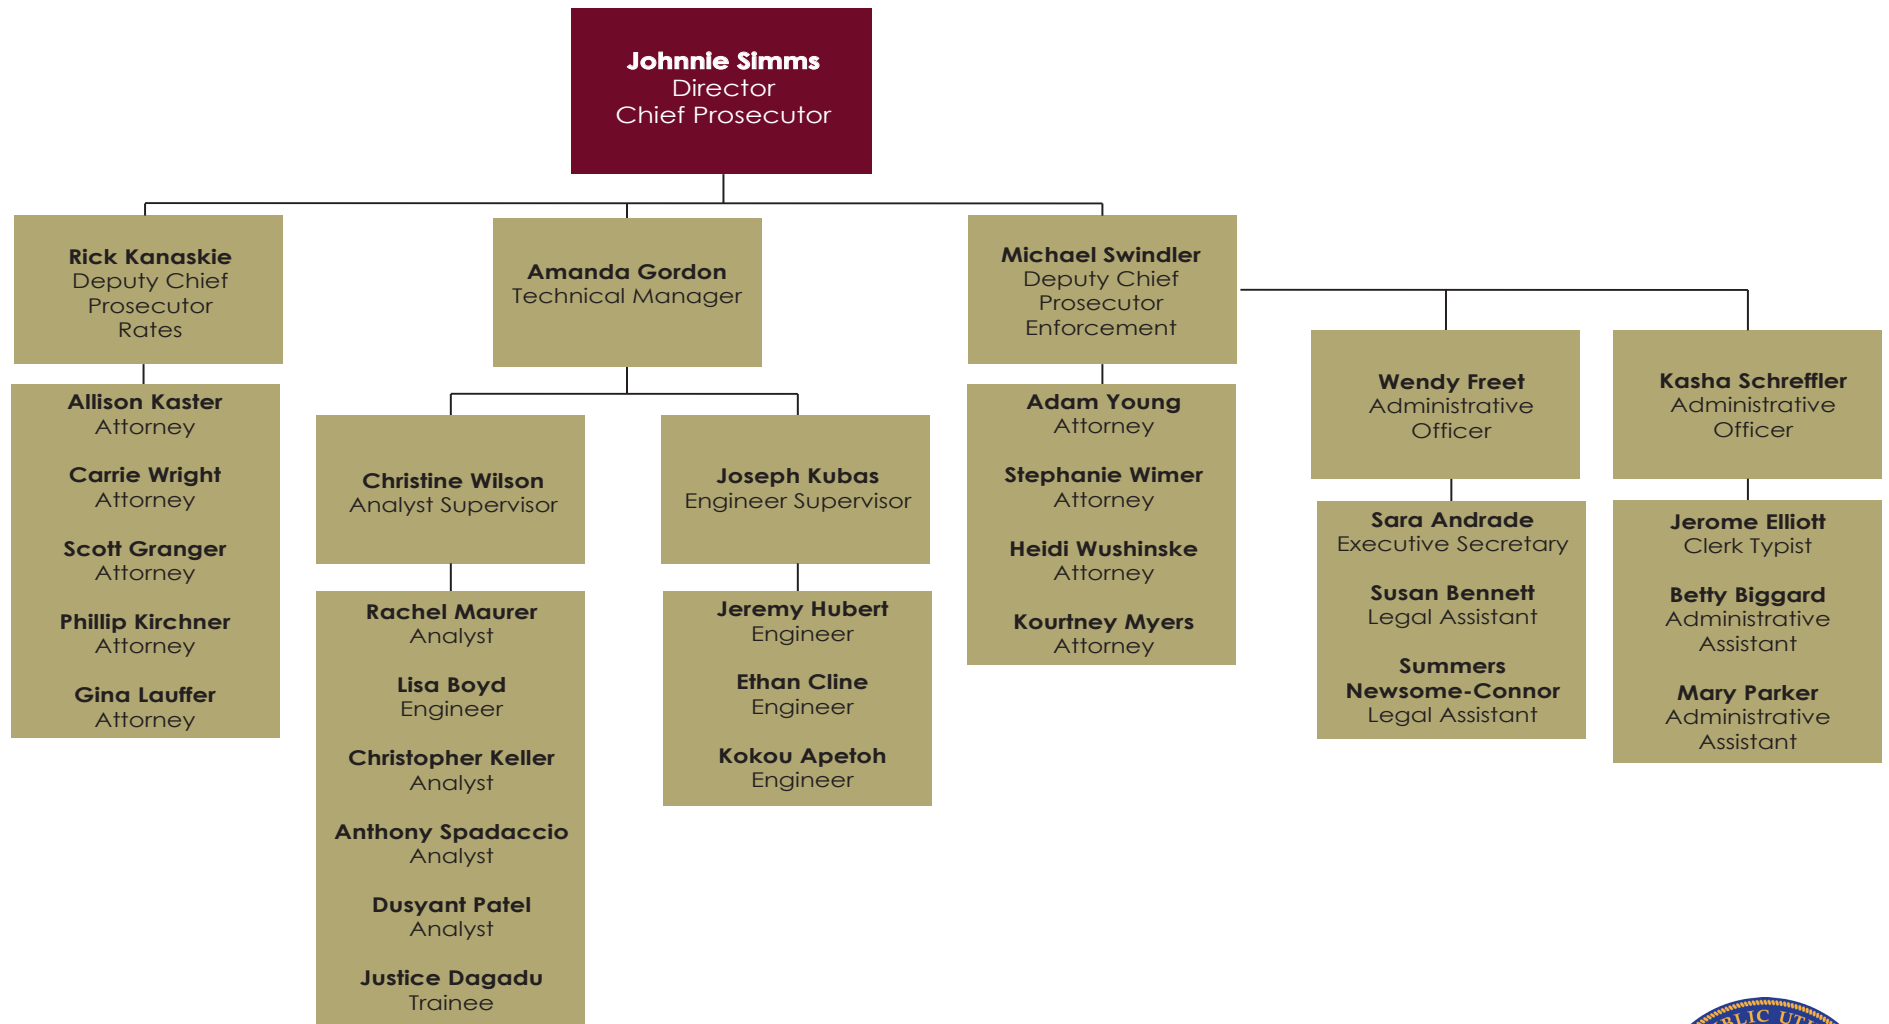 Johnnie Simms
Director
Chief Prosecutor
Rick Kanaskie
Deputy Chief
Prosecutor
Rates
Allison Kaster
Attorney
Carrie Wright
Attorney
Scott Granger
Attorney
Phillip Kirchner
Attorney
Gina Lauffer
Attorney
Amanda Gordon
Technical Manager
Christine Wilson
Analyst Supervisor
Rachel Maurer
Analyst
Lisa Boyd
Engineer
Christopher Keller
Analyst
Anthony Spadaccio
Analyst
Dusyant Patel
Analyst
Justice Dagadu
Trainee
Joseph Kubas
Engineer Supervisor
Jeremy Hubert
Engineer
Ethan Cline
Engineer
Kokou Apetoh
Engineer
Michael Swindler
Deputy Chief
Prosecutor
Enforcement
Adam Young
Attorney
Stephanie Wimer
Attorney
Heidi Wushinske
Attorney
Kourtney Myers
Attorney
Wendy Freet
Administrative
Officer
Sara Andrade
Executive Secretary
Susan Bennett
Legal Assistant
Summers
Newsome-Connor
Legal Assistant
Kasha Schreffler
Administrative
Officer
Jerome Elliott
Clerk Typist
Betty Biggard
Administrative
Assistant
Mary Parker
Administrative
Assistant